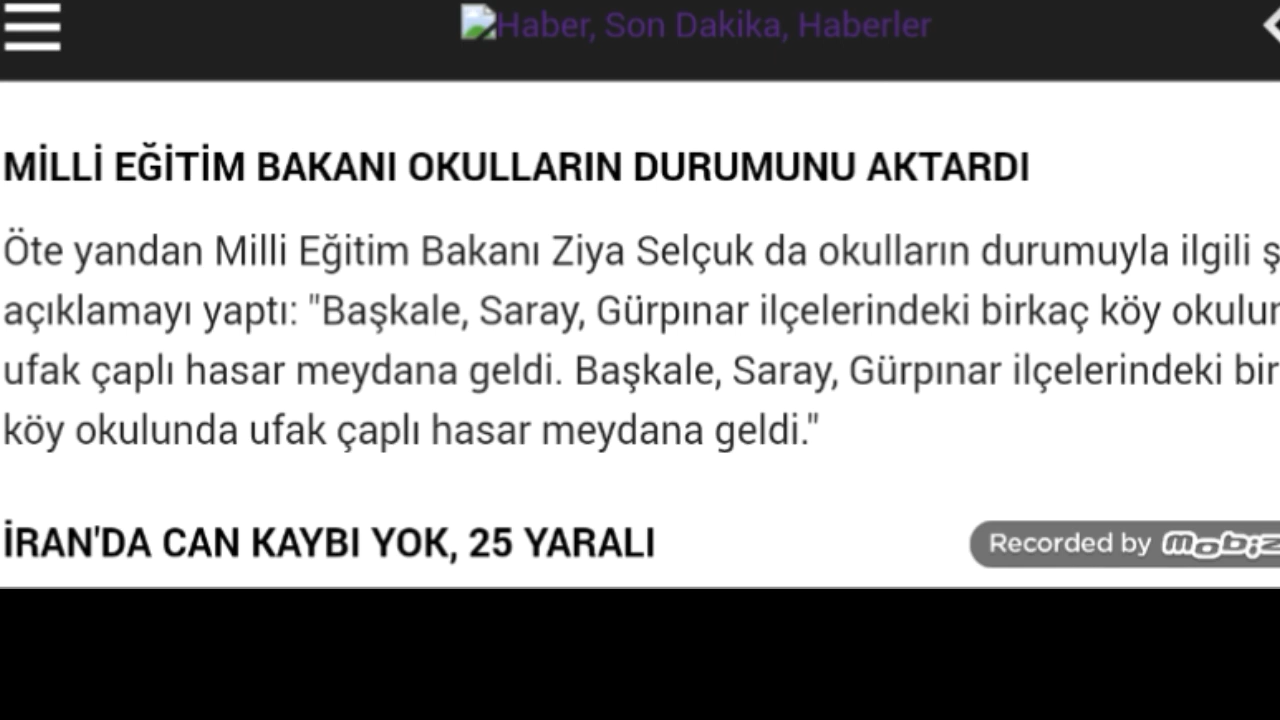 Haber, Son Dakika, Haberler
MİLLİ EĞİTİM BAKANI OKULLARIN DURUMUNU AKTARDI
Öte yandan Milli Eğitim Bakanı Ziya Selçuk da okulların durumuyla ilgili
açıklamayı yaptı: "Başkale, Saray, Gürpınar ilçelerindeki birkaç köy
ufak çaplı hasar meydana geldi. Başkale, Saray, Gürpınar ilçelerindeki
köy okulunda ufak çaplı hasar meydana geldi."
İRAN'DA CAN KAYBI YOK, 25 YARALI
Recorded by